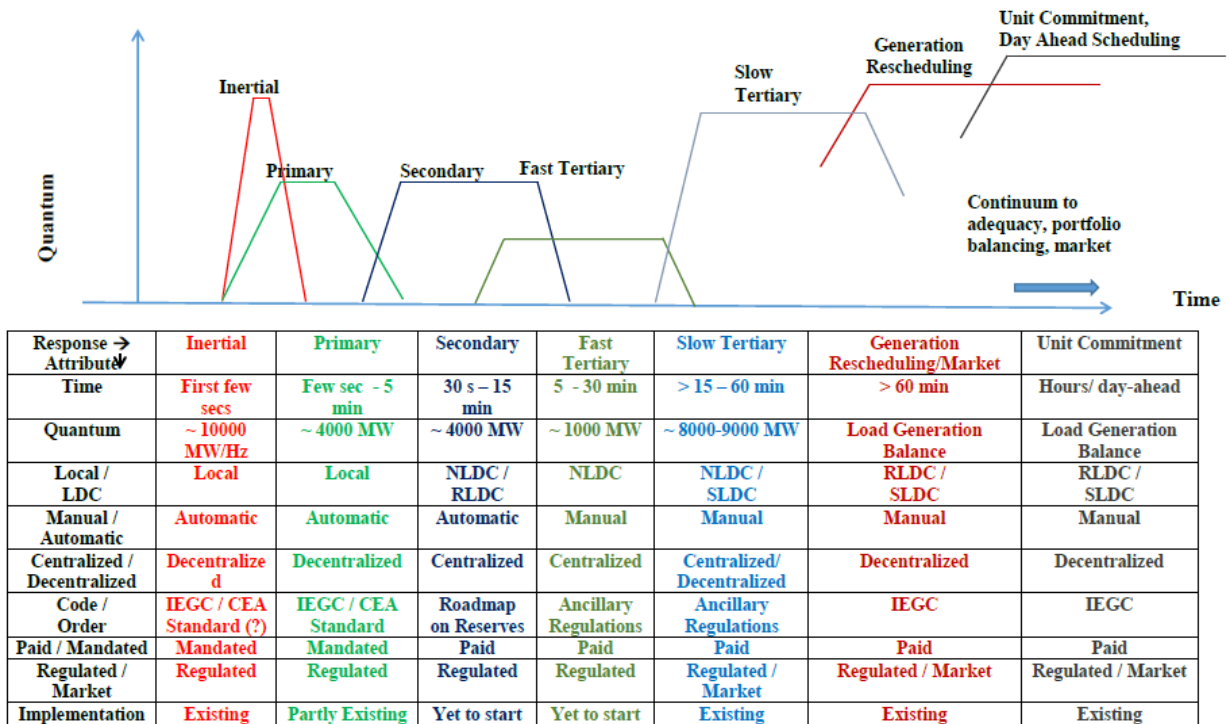 Unit Commitment,
Day Ahead Scheduling
Generation
Rescheduling
Slow
Tertiary
Inertial
Primary
Secondary
Fast Tertiary
Quantum
Continuum to
adequacy, portfolio
balancing, market
Time
Response → Inertial Primary Secondary Fast Slow Tertiary Generation Unit Commitment
Attribute↓ Tertiary Rescheduling/Market
Time First few Few sec - 5 30 s – 15 5 - 30 min > 15 – 60 min > 60 min Hours/ day-ahead
secs min min
Quantum ~ 10000 ~ 4000 MW ~ 4000 MW ~ 1000 MW ~ 8000-9000 MW Load Generation Load Generation
MW/Hz Balance Balance
Local / Local Local NLDC / NLDC NLDC / RLDC / RLDC /
LDC RLDC SLDC SLDC SLDC
Manual / Automatic Automatic Automatic Manual Manual Manual Manual
Automatic
Centralized / Decentralize Decentralized Centralized Centralized Centralized/ Decentralized Decentralized
Decentralized d Decentralized
Code / IEGC / CEA IEGC / CEA Roadmap Ancillary Ancillary IEGC IEGC
Order Standard (?) Standard on Reserves Regulations Regulations
Paid / Mandated Mandated Mandated Paid Paid Paid Paid Paid
Regulated / Regulated Regulated Regulated Regulated Regulated / Regulated / Market Regulated / Market
Market Market
Implementation Existing Partly Existing Yet to start Yet to start Existing Existing Existing